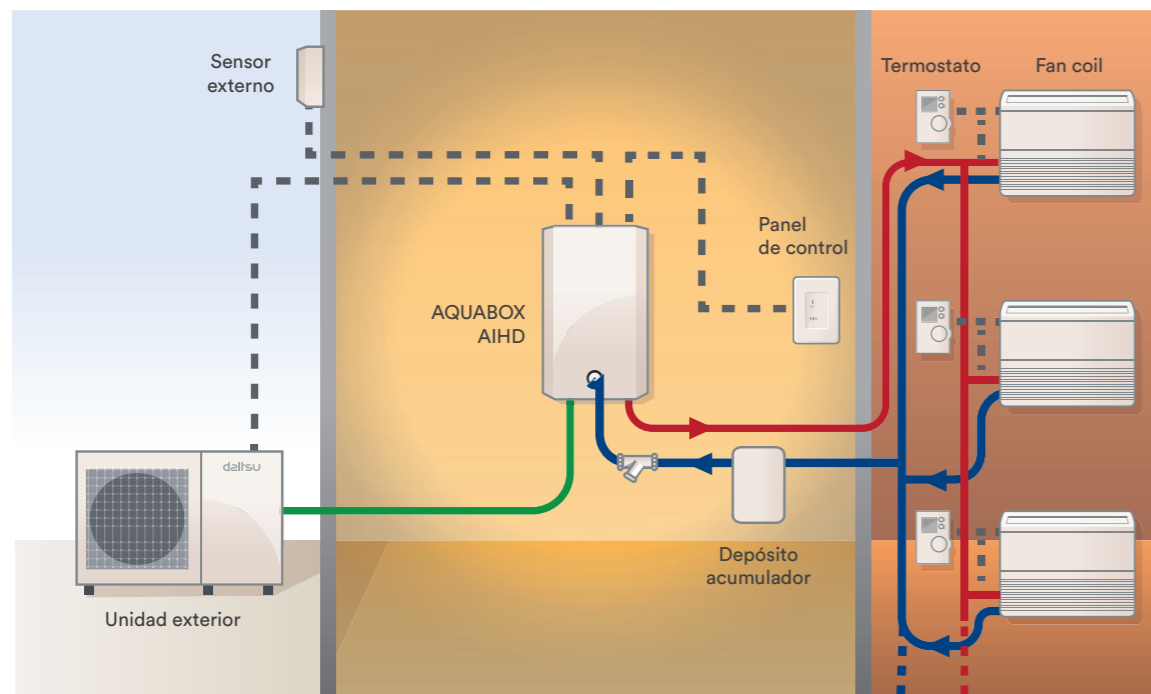 Sensor
externo
Termostato
Fan coil
Panel
de control
AQUABOX
AIHD
daitsu
Depósito
acumulador
Unidad exterior